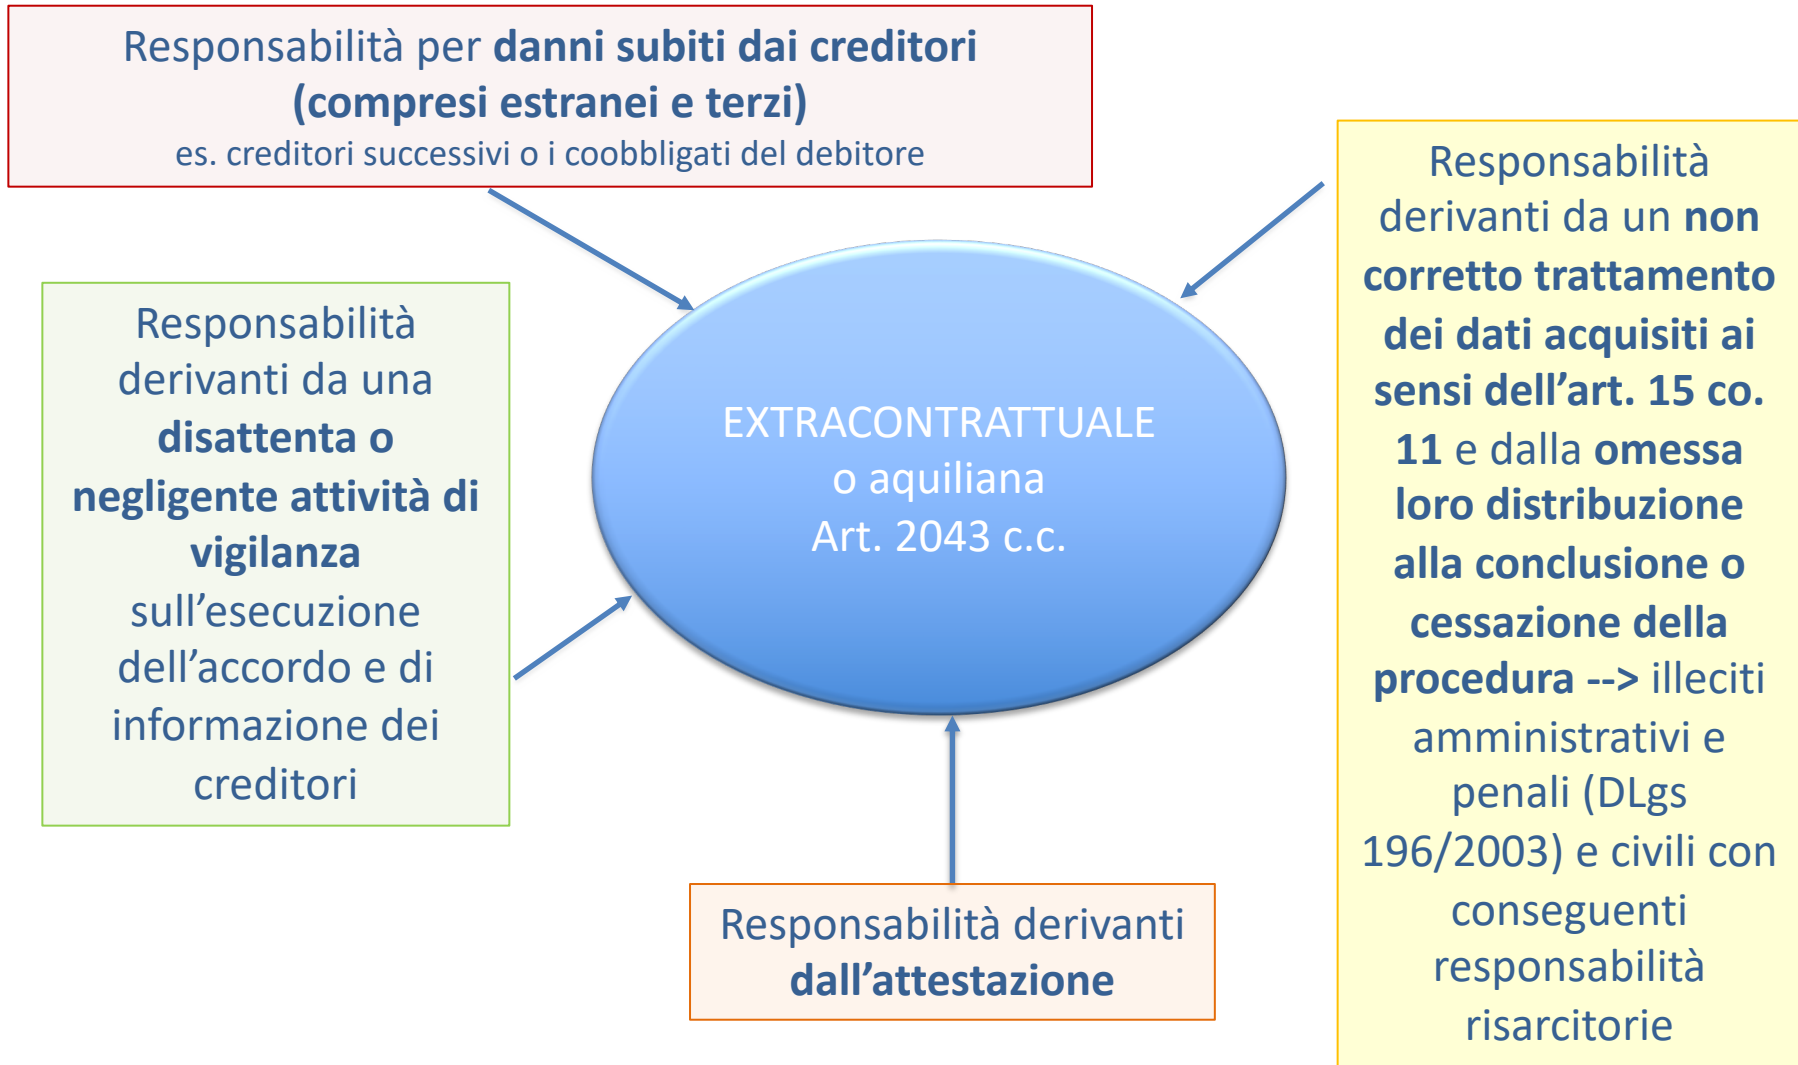 Responsabilità per danni subiti dai creditori
(compresi estranei e terzi)
es. creditori successivi o i coobbligati del debitore
Responsabilità
derivanti da una
disattenta o
negligente attività di
vigilanza
sull’esecuzione
dell’accordo e di
informazione dei
creditori
EXTRACONTRATTUALE
o aquiliana
Art. 2043 c.c.
Responsabilità derivanti
dall’attestazione
Responsabilità
derivanti da un non
corretto trattamento
dei dati acquisiti ai
sensi dell’art. 15 co.
11 e dalla omessa
loro distribuzione
alla conclusione o
cessazione della
procedura --> illeciti
amministrativi e
penali (DLgs
196/2003) e civili con
conseguenti
responsabilità
risarcitorie